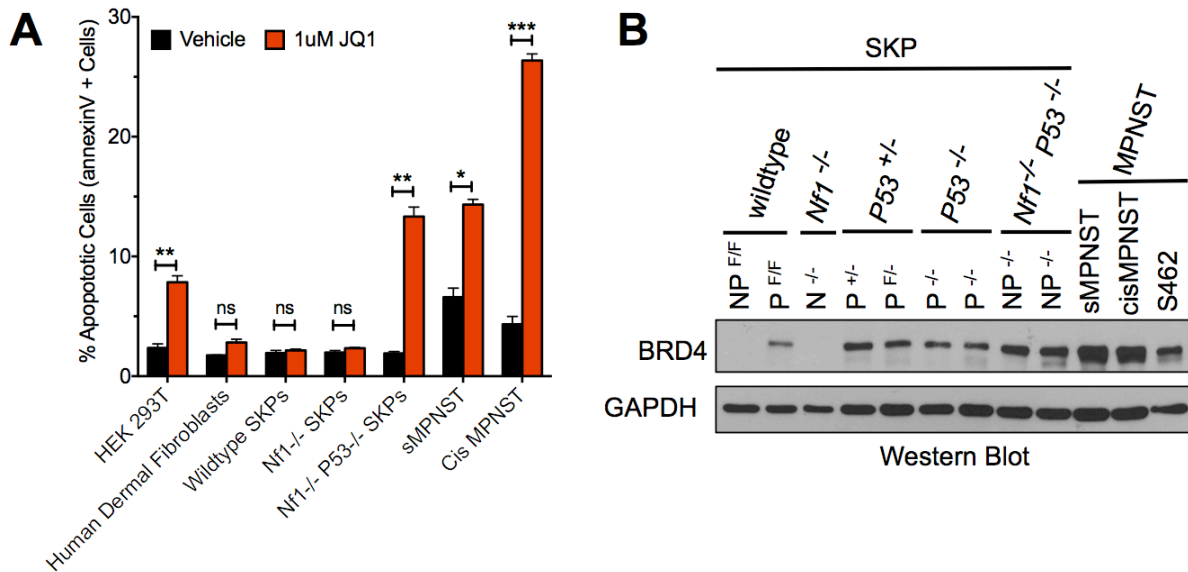 A
% Appoptotic Cells (annexinV + Cells)
30
20
10
0
Vehicle
1uM JQ1
**
ns
ns
ns
**
*
***
HEK 293T
Human Dermal Fibroblasts
Wildtype SKPs
Nf1-/- SKPs
Nf1-/- P53-/- SKPs
sMPNST
Cis MPNST
B
SKP
wildtype
Nf1 -/-
P53 +/-
P53 -/-
Nf1-/- P53 -/-
MPNST
NP F/F
P F/F
N -/-
P +/-
P F/-
P -/-
P -/-
NP -/-
NP -/-
sMPNST
cisMPNST
S462
BRD4
GAPDH
Western Blot